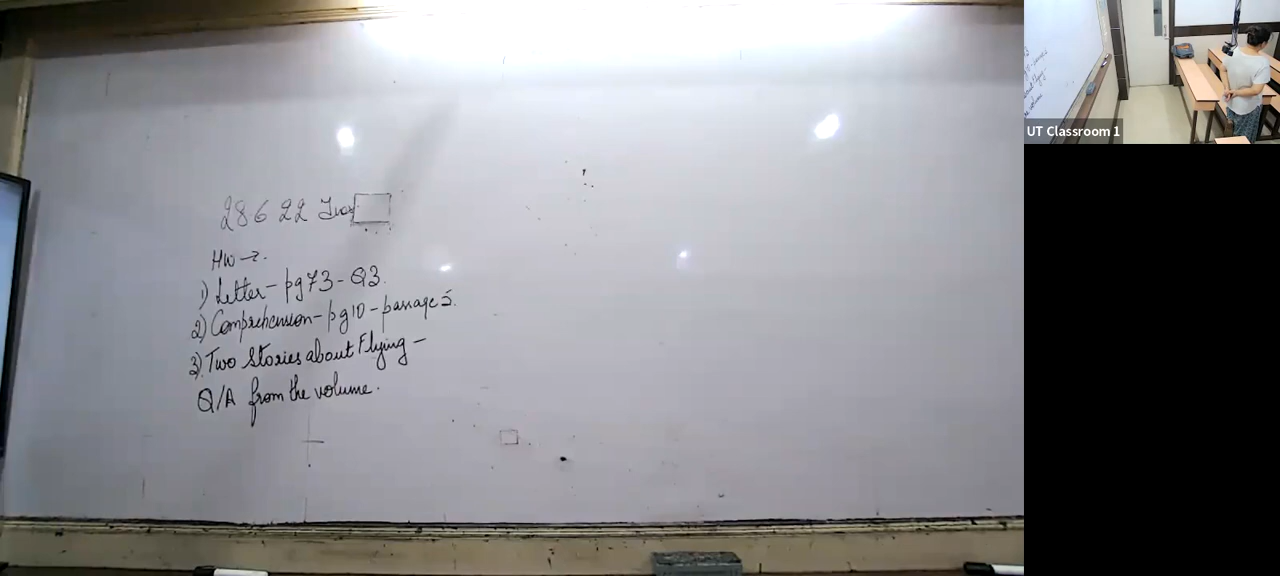 28 6 22
HW →.
1) Letter - pg 73 - Q3.
2) Comprehension - pg 10 - passage 5.
3) Two Stories about Flying -
Q/A from the volume.
UT Classroom 1